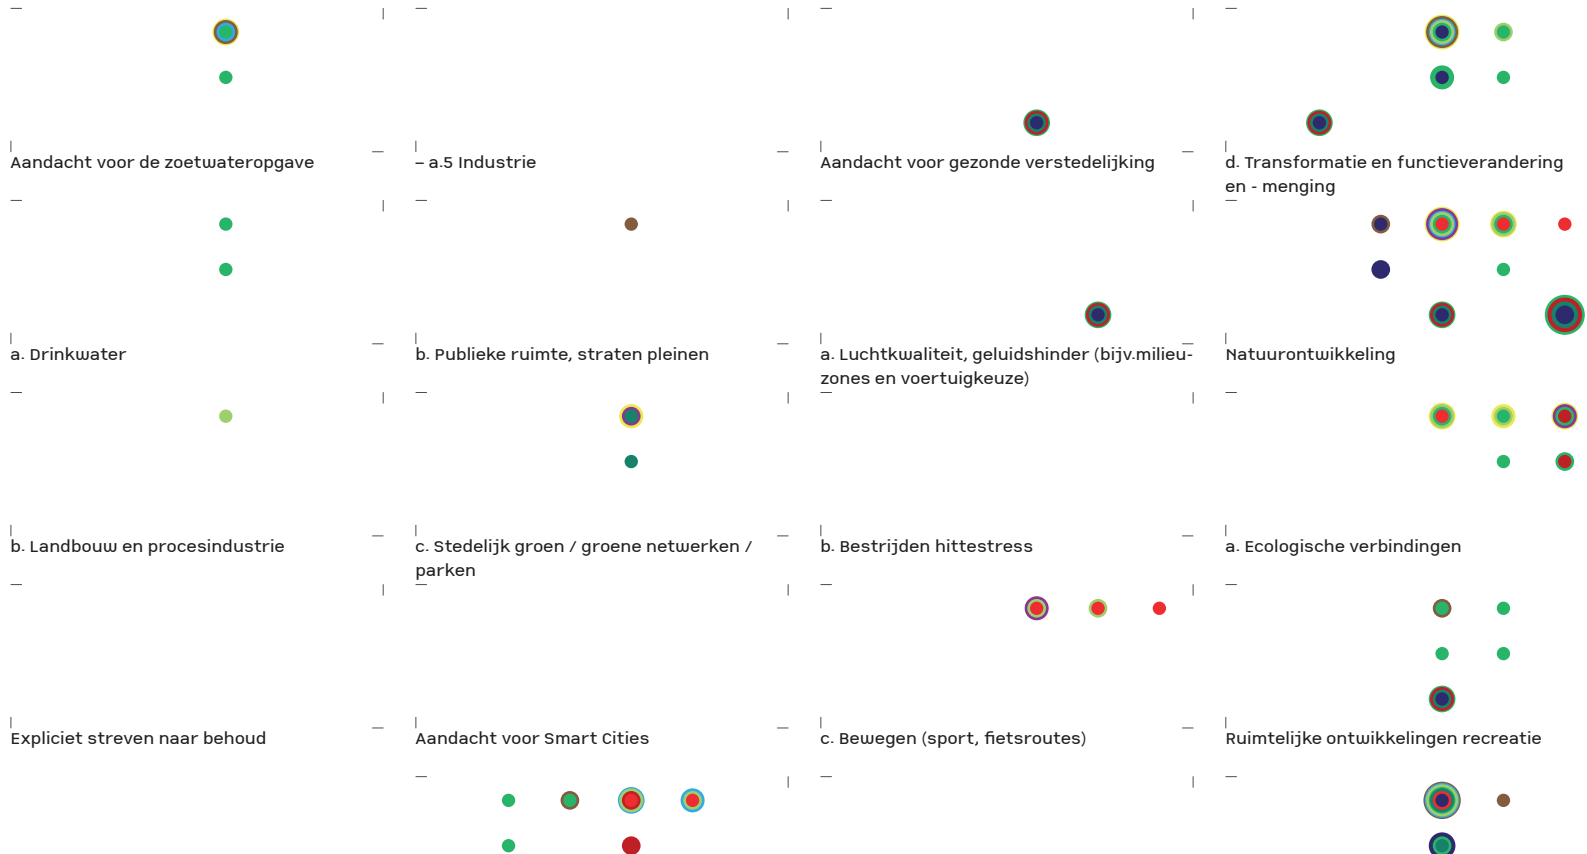 Aandacht voor de zoetwateropgave
– a.5 Industrie
Aandacht voor gezonde verstedelijking
d. Transformatie en functieverandering
en - menging
a. Drinkwater
b. Publieke ruimte, straten pleinen
a. Luchtkwaliteit, geluidshinder (bijv.milieu-
zones en voertuigkeuze)
Natuurontwikkeling
b. Landbouw en procesindustrie
c. Stedelijk groen / groene netwerken /
parken
b. Bestrijden hittestress
a. Ecologische verbindingen
Expliciet streven naar behoud
Aandacht voor Smart Cities
c. Bewegen (sport, fietsroutes)
Ruimtelijke ontwikkelingen recreatie